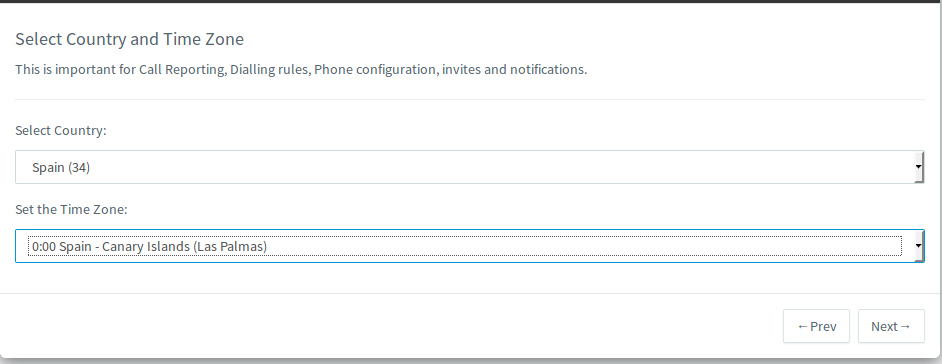 Select Country and Time Zone
This is important for Call Reporting, Dialling rules, Phone configuration, invites and notifications.
Select Country:
Spain (34)
Set the Time Zone:
0:00 Spain - Canary Islands (Las Palmas)
←Prev Next→